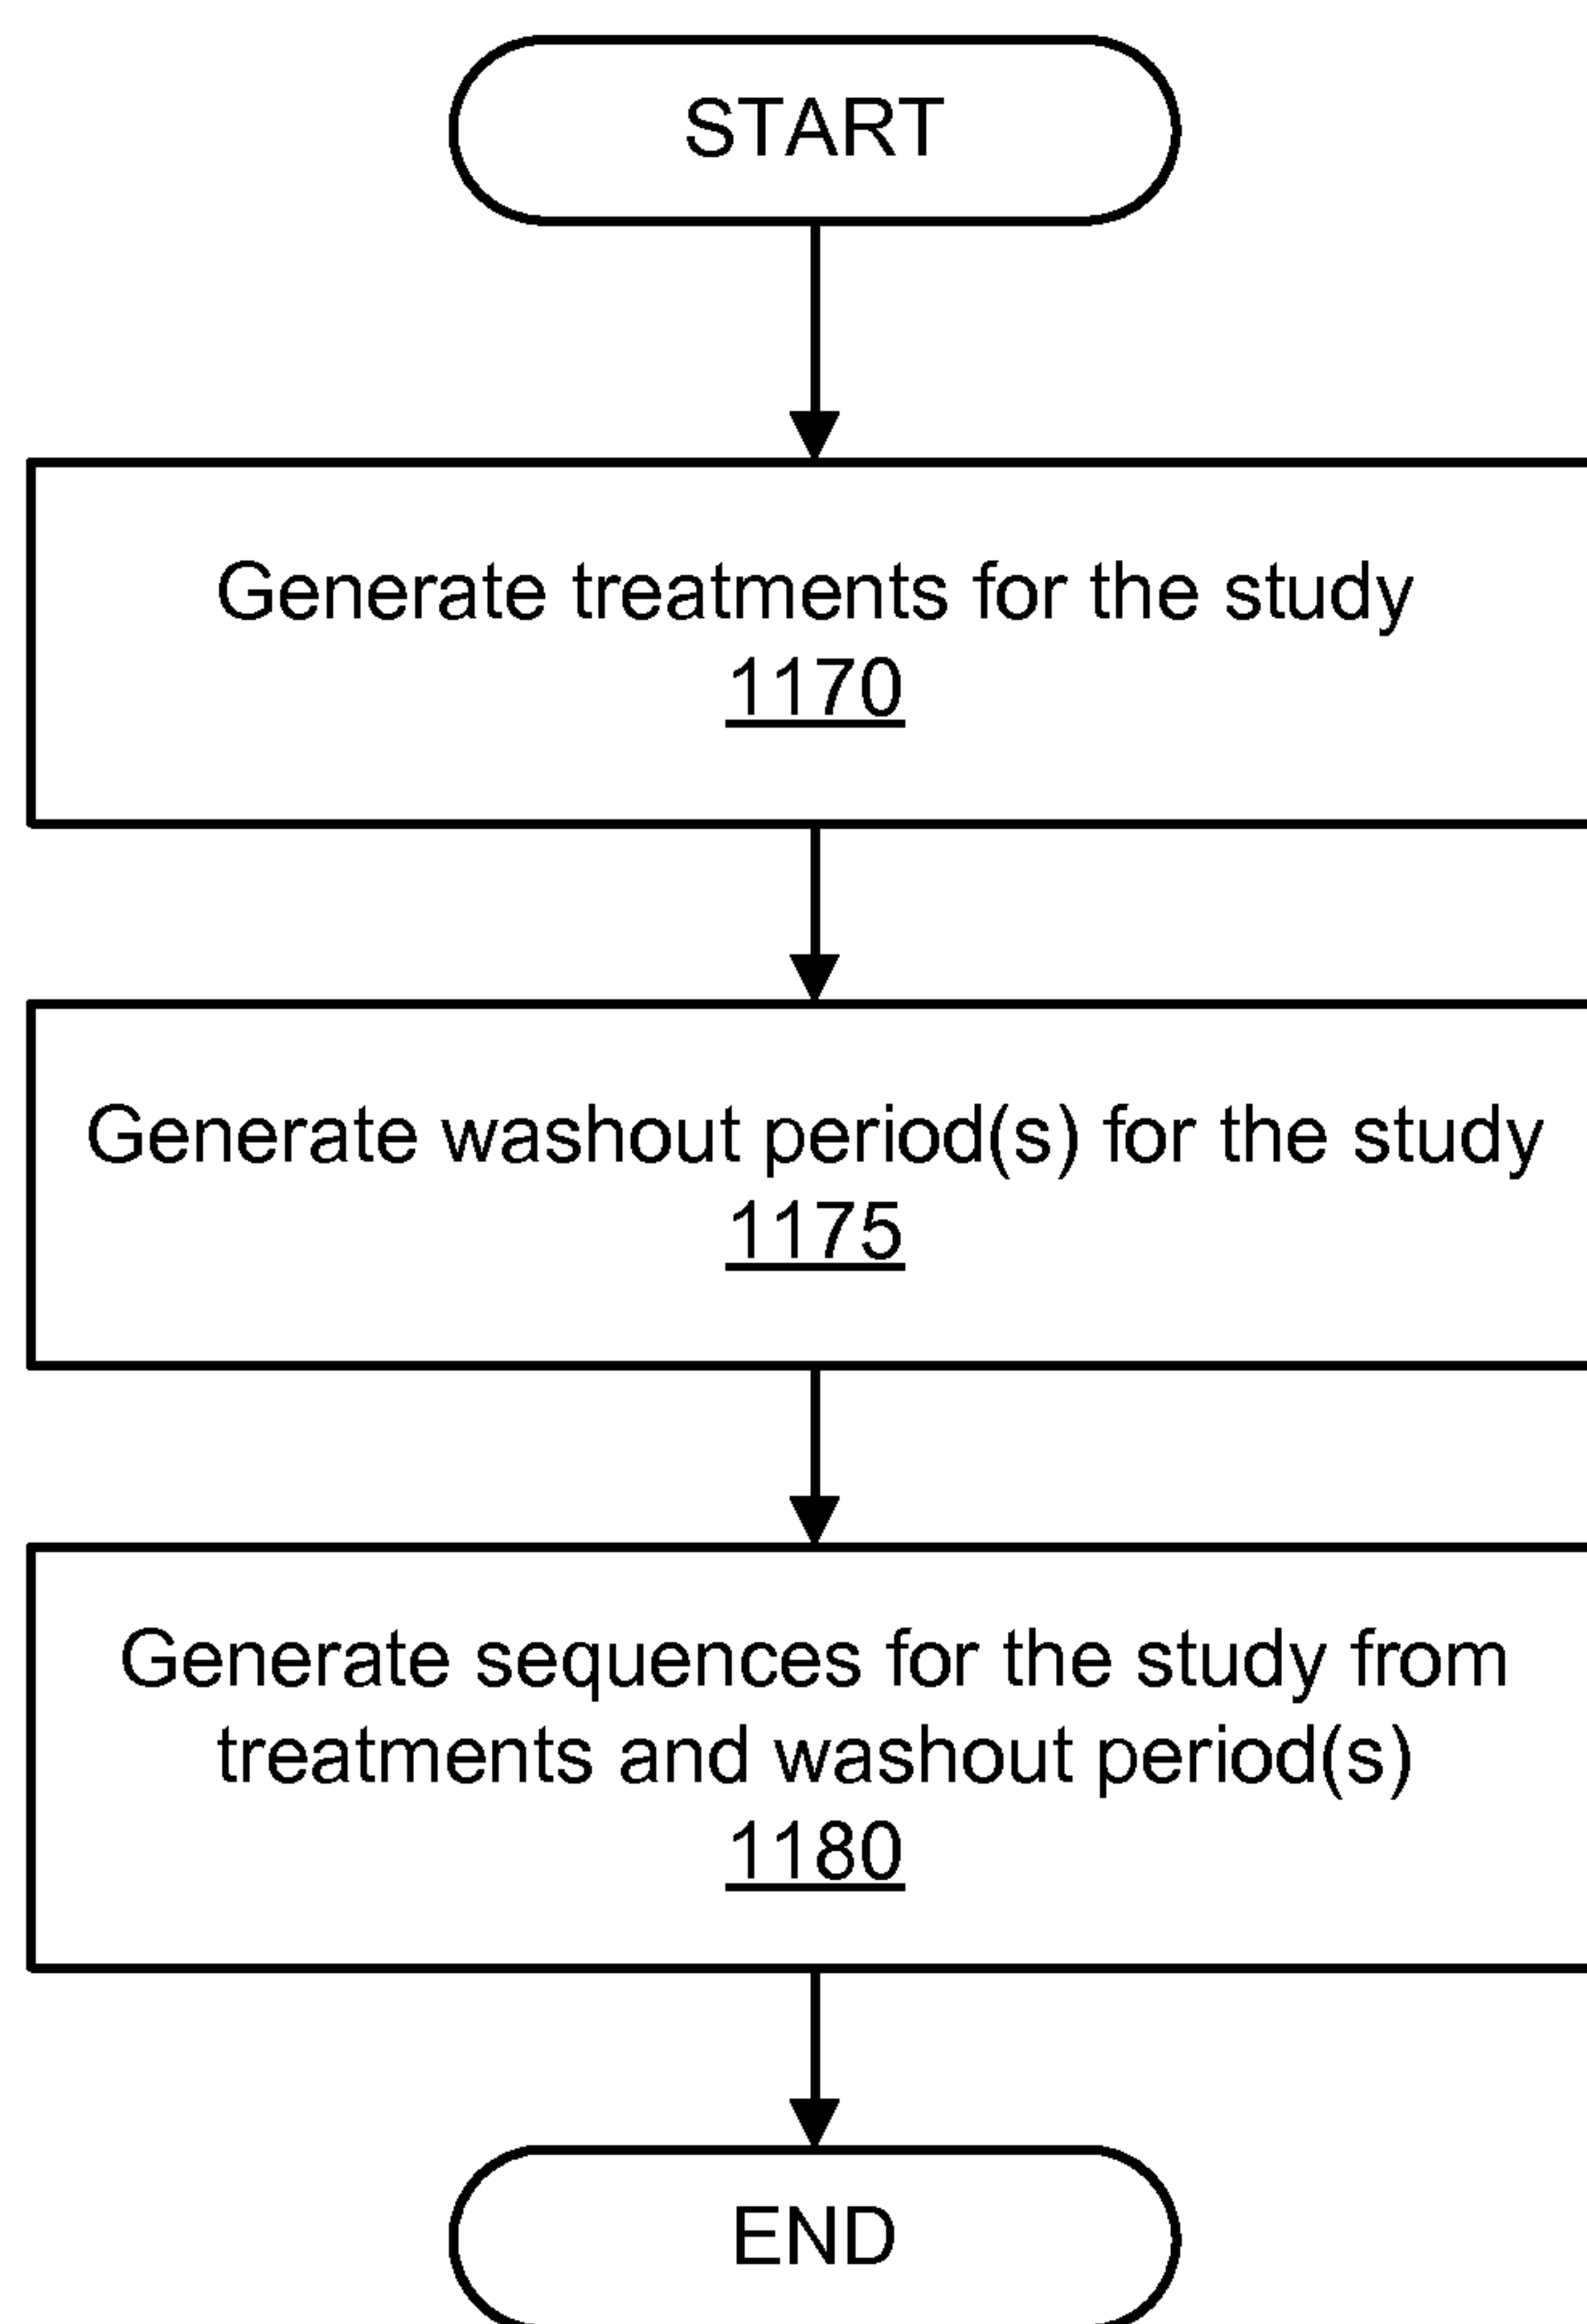 START
Generate treatments for the study
1170
Generate washout period(s) for the study
1175
Generate sequences for the study from
treatments and washout period(s)
1180
END